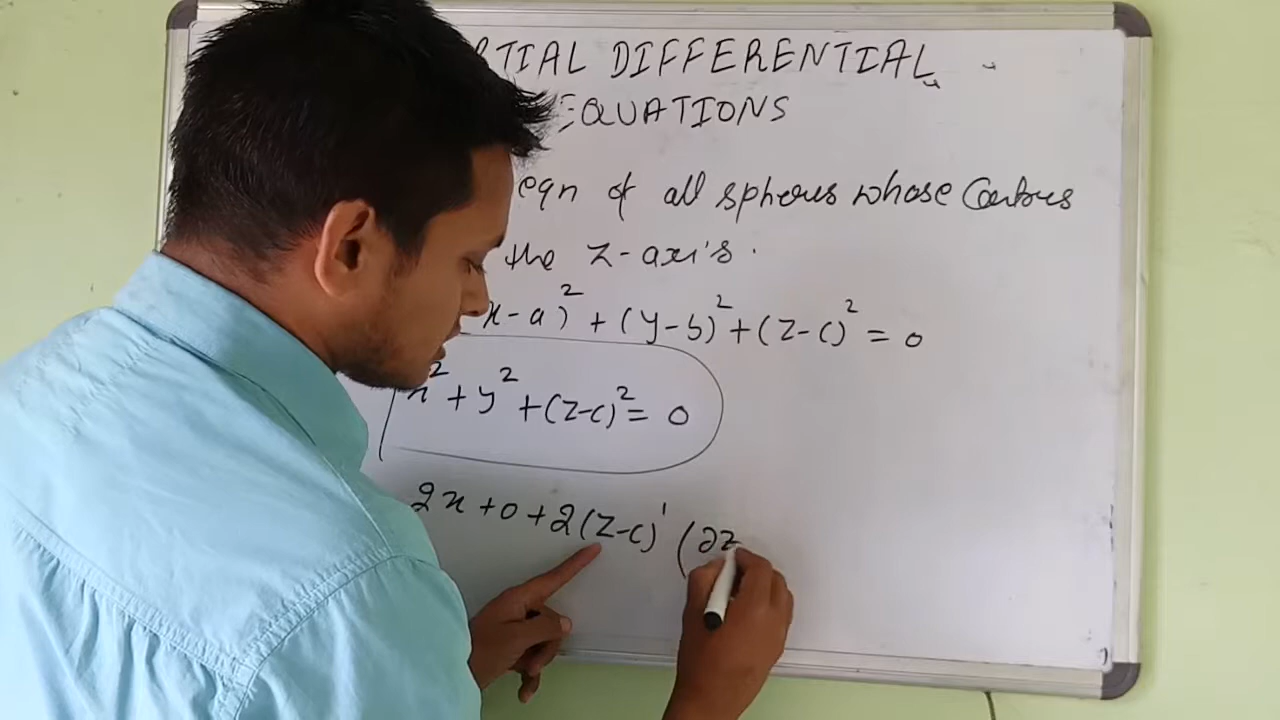 RTIAL DIFFERENTIAL
EQUATIONS
eqn of all spheres whose Centres
the Z-axis.
x-a)² + (y-b)² + (z-c)² = 0
x² + y² + (z-c)² = 0
2x + 0 + 2(z-c)¹ (∂z